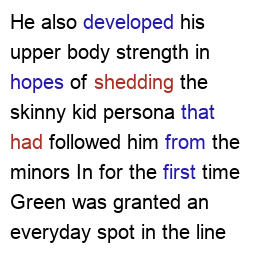 He also developed his
upper body strength in
hopes of shedding the
skinny kid persona that
had followed him from the
minors In for the first time
Green was granted an
everyday spot in the line